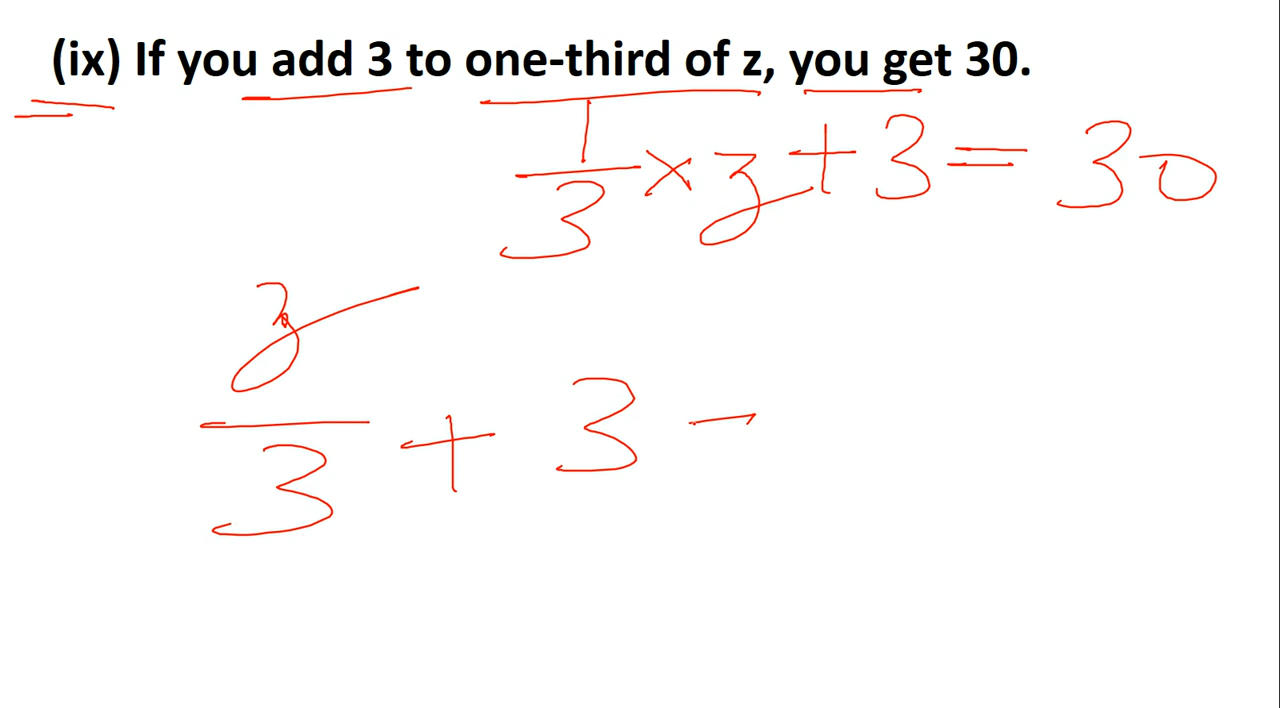 (ix) If you add 3 to one-third of z, you get 30.
1/3 × z + 3 = 30
z/3 + 3 -